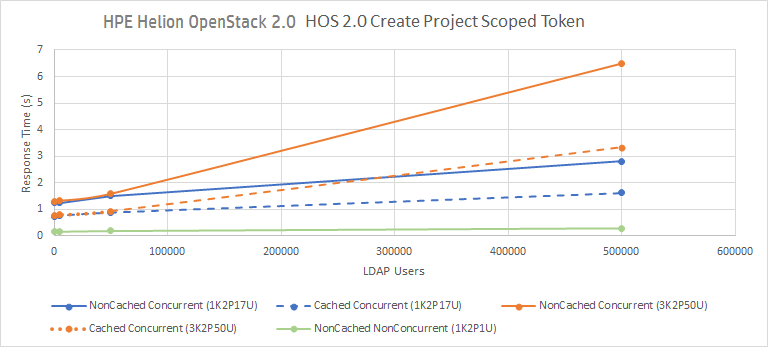 HPE Helion OpenStack 2.0 HOS 2.0 Create Project Scoped Token
7
6
5
4
3
2
1
0
Response Time (s)
0 100000 200000 300000 400000 500000 600000
LDAP Users
NonCached Concurrent (1K2P17U) Cached Concurrent (1K2P17U) NonCached Concurrent (3K2P50U)
Cached Concurrent (3K2P50U) NonCached NonConcurrent (1K2P1U)